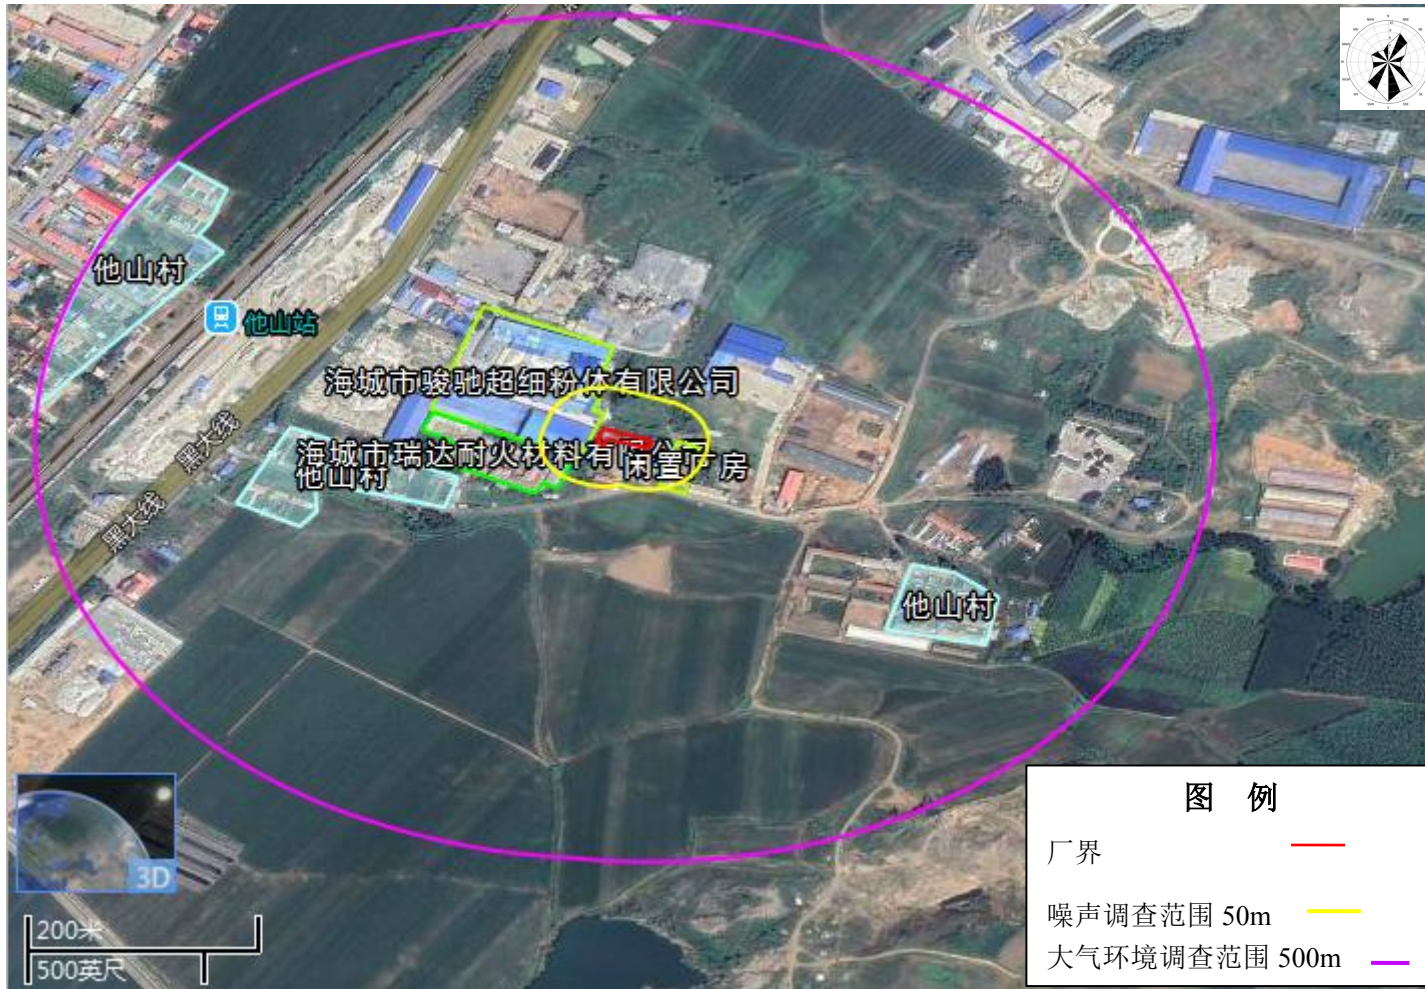 他山村
他山站
海城市骏驰超细粉体有限公司
黑大线
海城市瑞达耐火材料有限公司
闲置厂房
他山村
黑大线
他山村
图 例
厂界
噪声调查范围 50m
大气环境调查范围 500m
3D
200米
500英尺